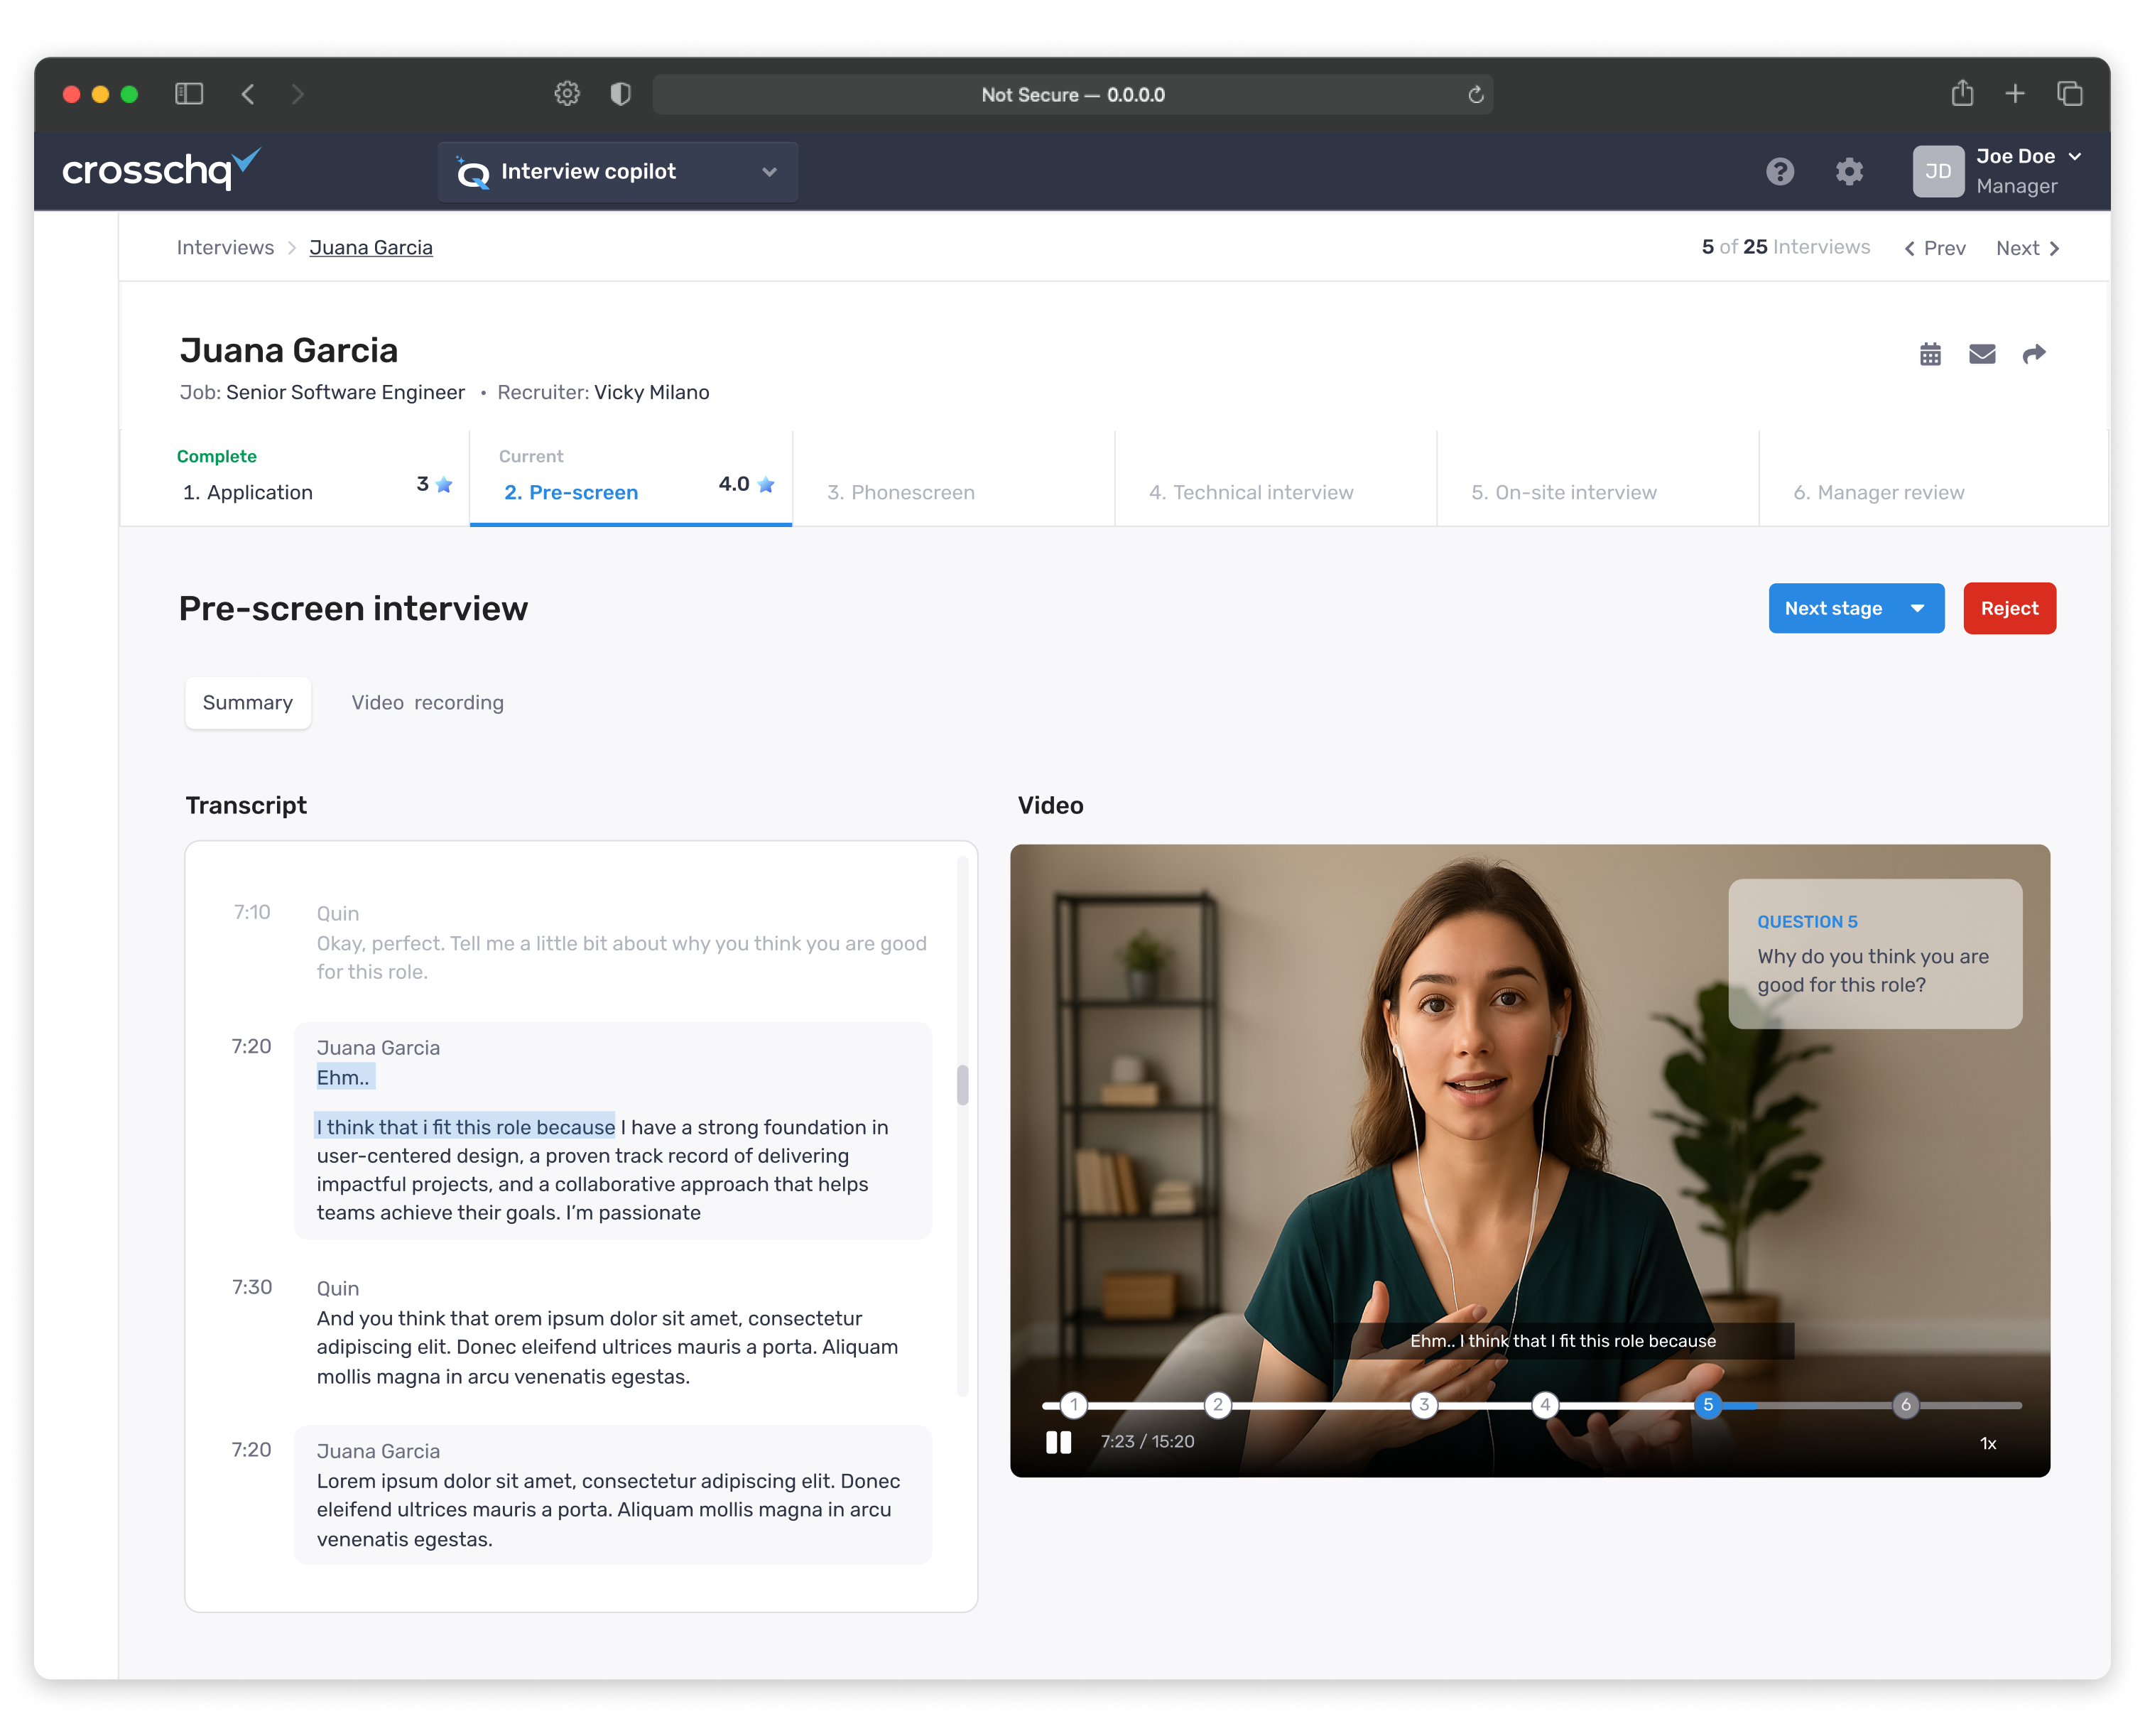 Not Secure — 0.0.0.0
crosschq
Interview copilot
JD
Joe Doe
Manager
Interviews
Juana Garcia
5 of 25 Interviews
Prev
Next
Juana Garcia
Job: Senior Software Engineer • Recruiter: Vicky Milano
Complete
1. Application
3
Current
2. Pre-screen
4.0
3. Phonescreen
4. Technical interview
5. On-site interview
6. Manager review
Pre-screen interview
Next stage
Reject
Summary
Video recording
Transcript
7:10
Quin
Okay, perfect. Tell me a little bit about why you think you are good
for this role.
7:20
Juana Garcia
Ehm..
I think that i fit this role because I have a strong foundation in
user-centered design, a proven track record of delivering
impactful projects, and a collaborative approach that helps
teams achieve their goals. I’m passionate
7:30
Quin
And you think that orem ipsum dolor sit amet, consectetur
adipiscing elit. Donec eleifend ultrices mauris a porta. Aliquam
mollis magna in arcu venenatis egestas.
7:20
Juana Garcia
Lorem ipsum dolor sit amet, consectetur adipiscing elit. Donec
eleifend ultrices mauris a porta. Aliquam mollis magna in arcu
venenatis egestas.
Video
QUESTION 5
Why do you think you are
good for this role?
Ehm.. I think that I fit this role because
1 2 3 4 5 6
7:23 / 15:20
1x